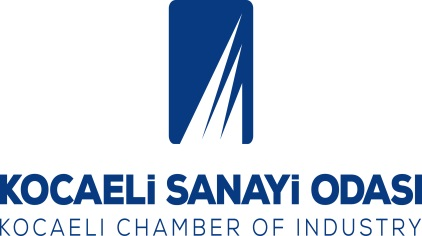 KOCAELi SANAYi ODASI
KOCAELI CHAMBER OF INDUSTRY